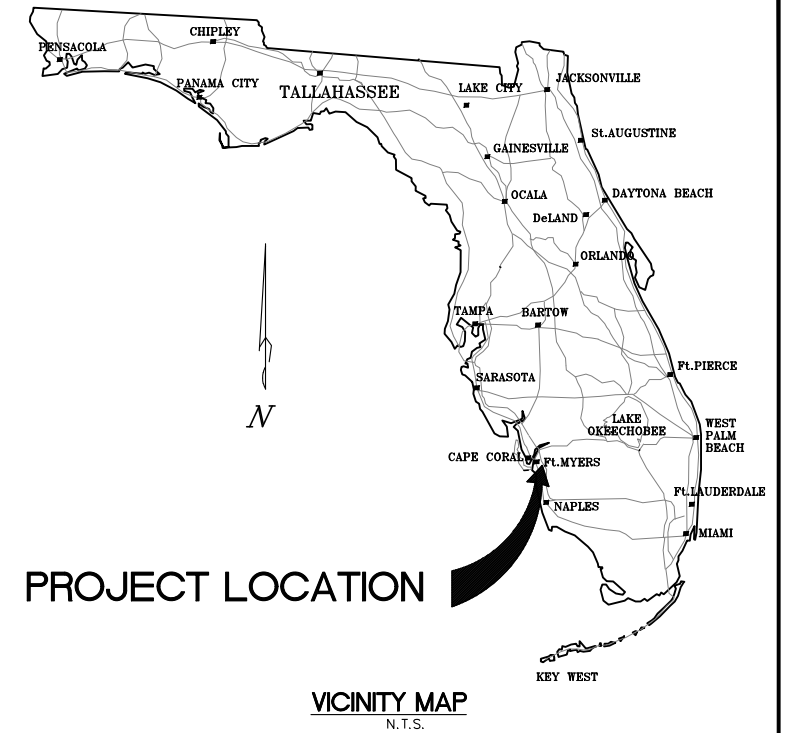 CHIPLEY
PENSACOLA
PANAMA CITY
TALLAHASSEE
LAKE CITY
JACKSONVILLE
St.AUGUSTINE
GAINESVILLE
OCALA
DAYTONA BEACH
DeLAND
ORLANDO
TAMPA
BARTOW
SARASOTA
Ft.PIERCE
LAKE
OKEECHOBEE
WEST
PALM
BEACH
CAPE CORAL
Ft.MYERS
Ft.LAUDERDALE
NAPLES
MIAMI
N
PROJECT LOCATION
KEY WEST
VICINITY MAP
N.T.S.